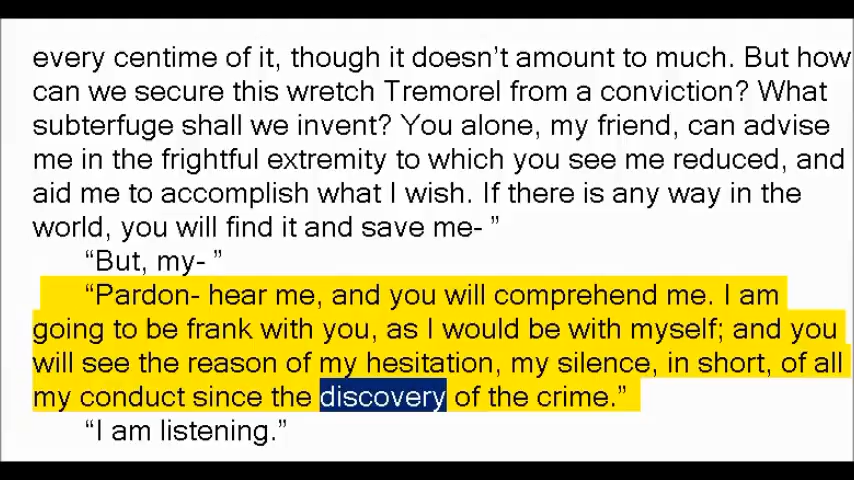 every centime of it, though it doesn’t amount to much. But how
can we secure this wretch Tremorel from a conviction? What
subterfuge shall we invent? You alone, my friend, can advise
me in the frightful extremity to which you see me reduced, and
aid me to accomplish what I wish. If there is any way in the
world, you will find it and save me- ”
“But, my- ”
“Pardon- hear me, and you will comprehend me. I am
going to be frank with you, as I would be with myself; and you
will see the reason of my hesitation, my silence, in short, of all
my conduct since the discovery of the crime.”
“I am listening.”